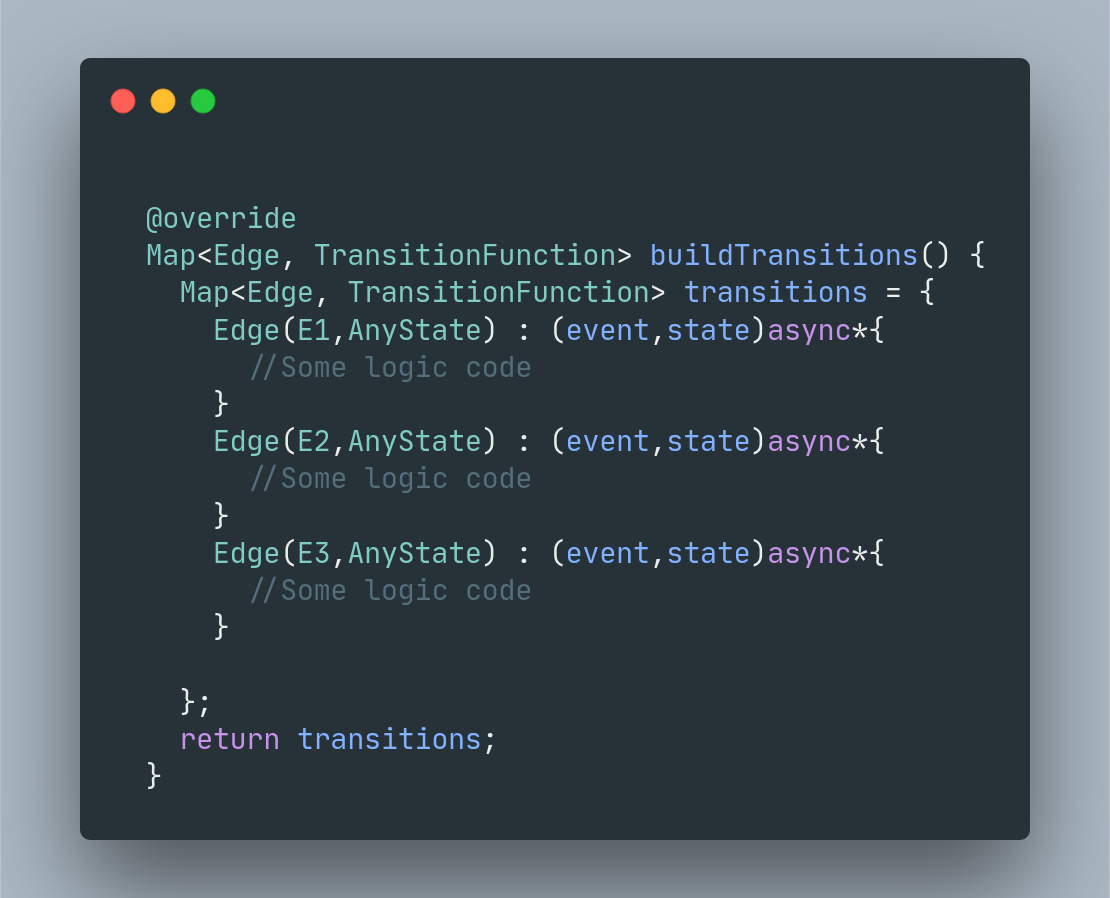 @override
Map<Edge, TransitionFunction> buildTransitions() {
  Map<Edge, TransitionFunction> transitions = {
    Edge(E1,AnyState) : (event,state)async*{
      //Some logic code
    }
    Edge(E2,AnyState) : (event,state)async*{
      //Some logic code
    }
    Edge(E3,AnyState) : (event,state)async*{
      //Some logic code
    }

  };
  return transitions;
}